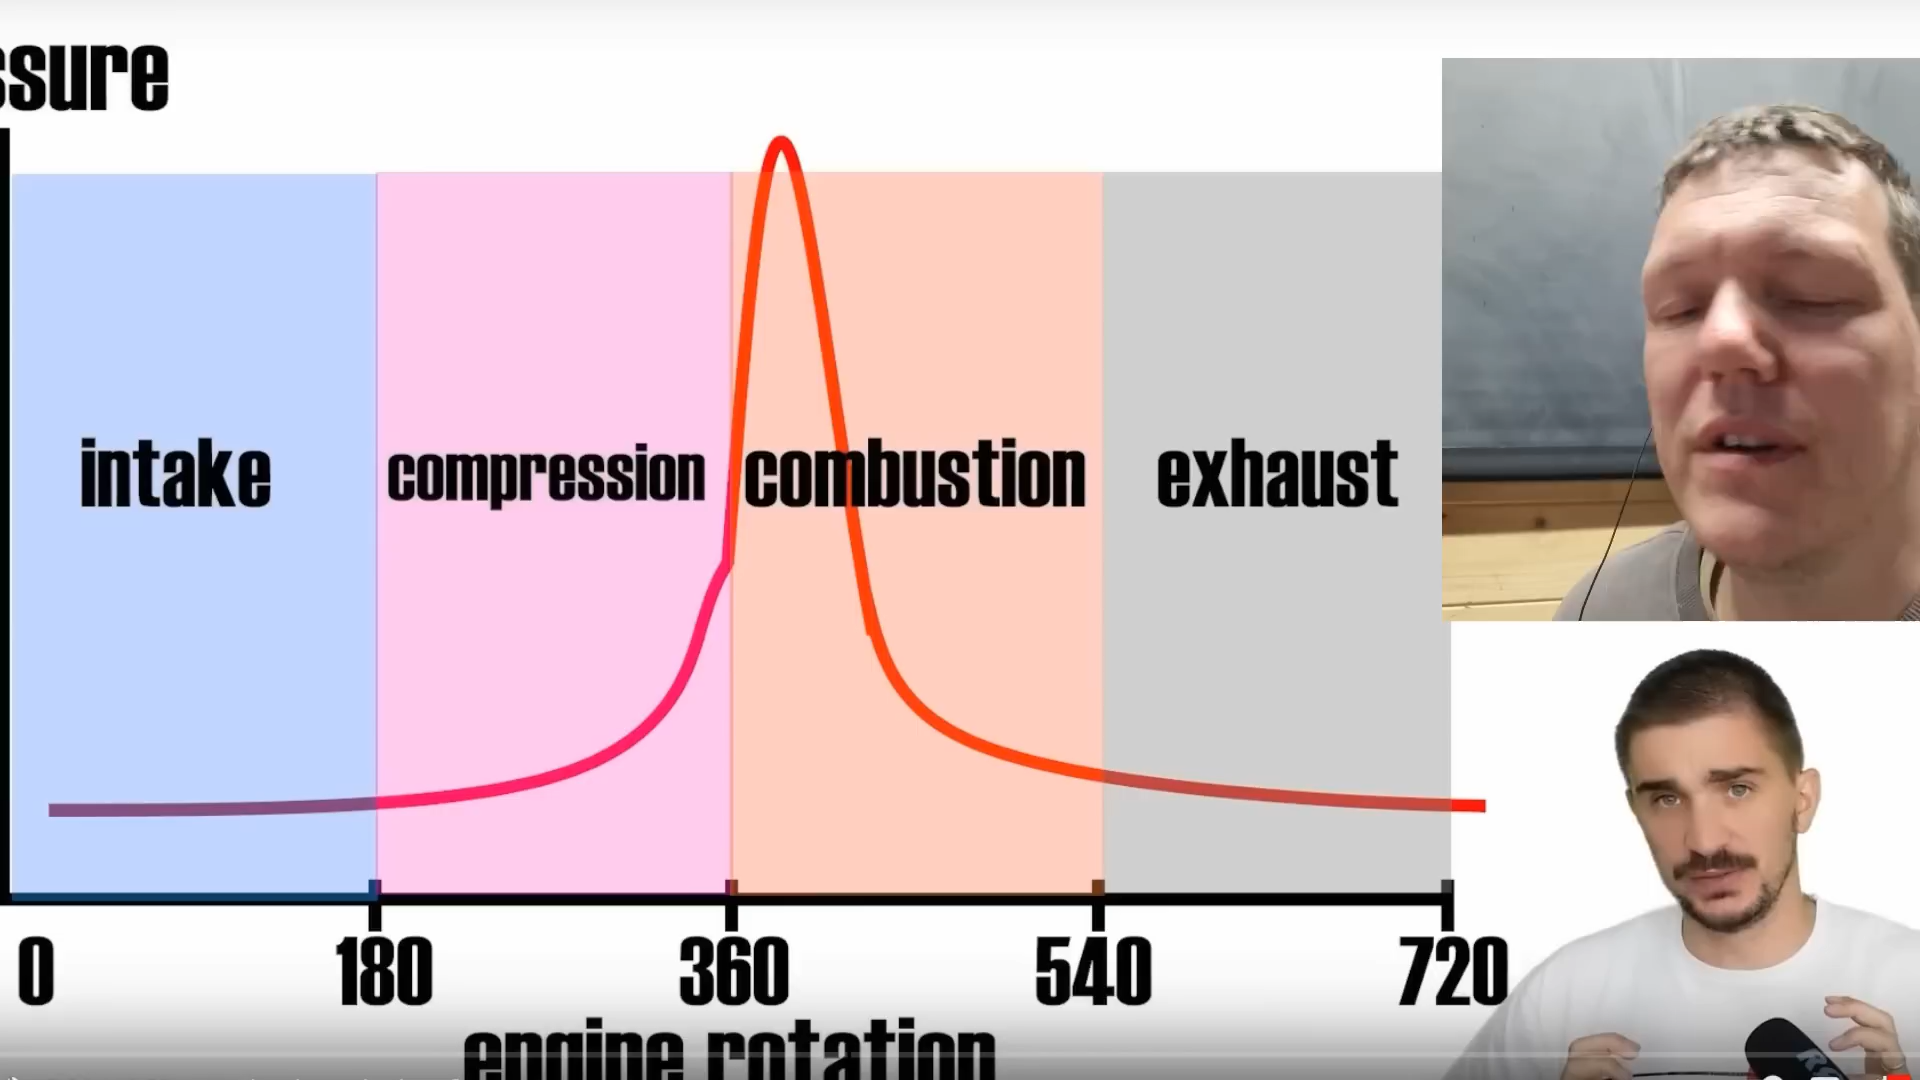 ssure
intake
compression
combustion
exhaust
0
180
360
540
720
engine rotation